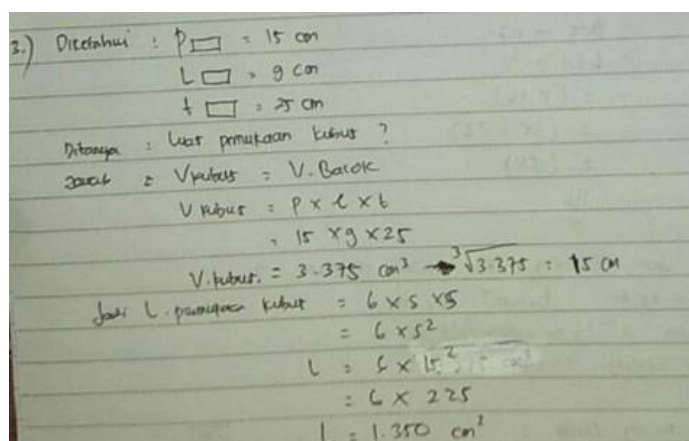 3.) Diketahui : P▭ = 15 cm
L ▭ = 9 cm
t ▭ = 25 cm
Ditanya : Luas permukaan kubus ?
Jawab = V kubus = V. Balok
V kubus = P x l x t
= 15 x 9 x 25
V. kubus. = 3.375 cm³ → ³√3.375 = 15 cm
Jadi L. permukaan kubus = 6 x s x s
= 6 x s²
L = 6 x 15²
= 6 x 225
L = 1.350 cm²